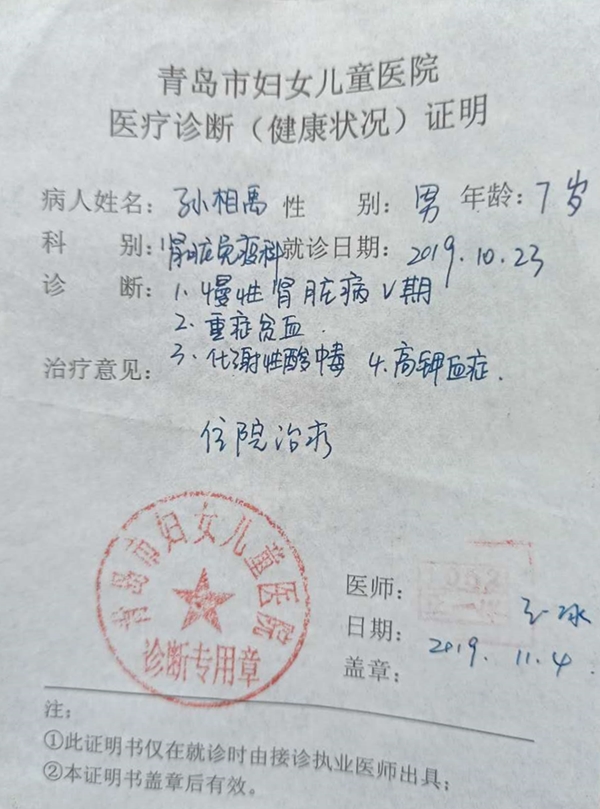 青岛市妇女儿童医院
医疗诊断（健康状况）证明
病人姓名：孙相禹 性 别：男 年龄：7岁
科 别：肾脏免疫科 就诊日期：2019.10.23
诊 断：1.慢性肾脏病V期
2.重症贫血.
3.代谢性酸中毒 4.高钾血症.
治疗意见：
住院治疗
青岛市妇女儿童医院
诊断专用章
医师：
日期：2019.11.4.
盖章：
注：
①此证明书仅在就诊时由接诊执业医师出具；
②本证明书盖章后有效。